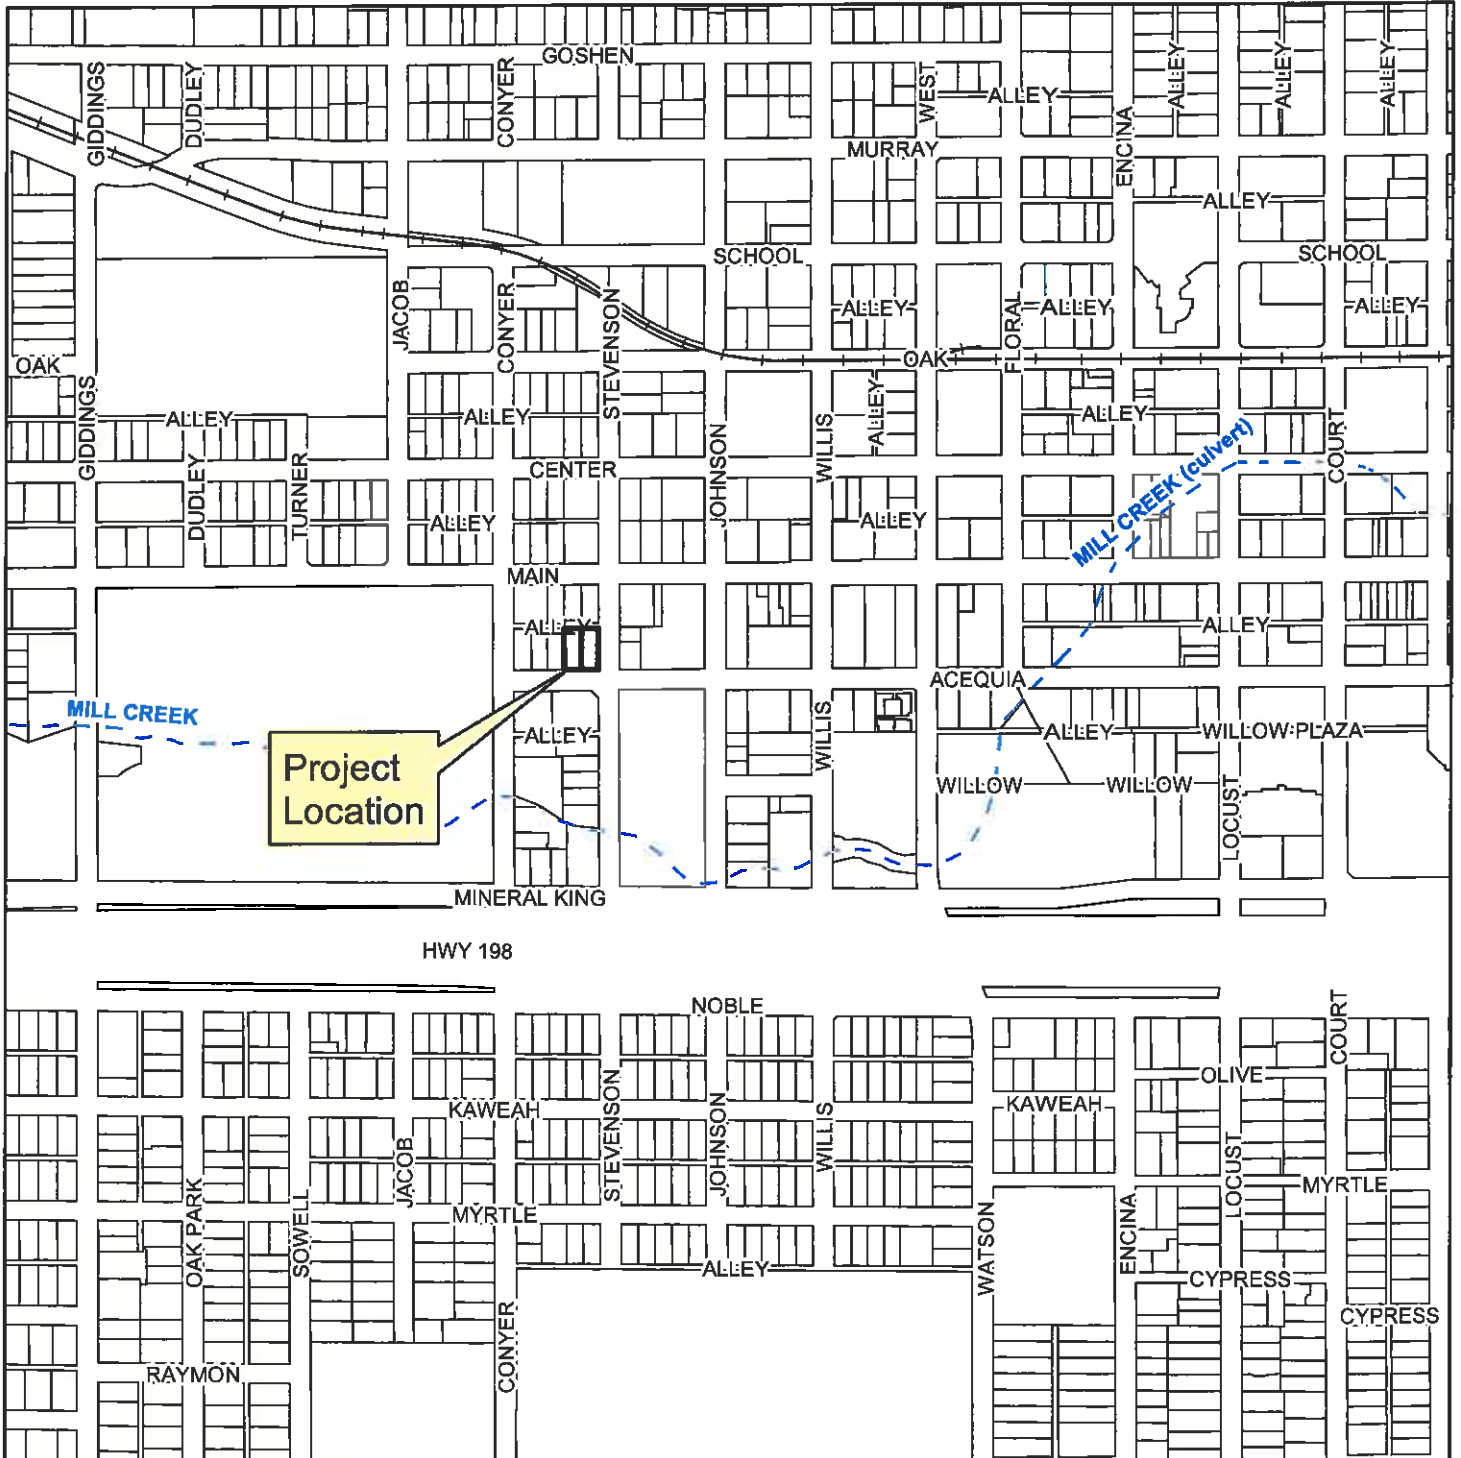 GOSHEN
GIDDINGS
DUDLEY
CONYER
WEST
ALLEY
ALLEY
ALLEY
ALLEY
ENCINA
MURRAY
ALLEY
SCHOOL
SCHOOL
JACOB
CONYER
STEVENSON
ALLEY
FLORAL
ALLEY
ALLEY
OAK
OAK
GIDDINGS
ALLEY
ALLEY
ALLEY
ALLEY
WILLIS
JOHNSON
COURT
MILL CREEK (culvert)
CENTER
DUDLEY
TURNER
ALLEY
ALLEY
MAIN
ALLEY
ALLEY
ACEQUIA
MILL CREEK
ALLEY
WILLIS
ALLEY
WILLOW PLAZA
Project
Location
WILLOW
WILLOW
LOCUST
MINERAL KING
HWY 198
NOBLE
COURT
OLIVE
KAWEAH
STEVENSON
JOHNSON
WILLIS
KAWEAH
JACOB
LOCUST
OAK PARK
SOWELL
MYRTLE
MYRTLE
WATSON
ENCINA
ALLEY
CYPRESS
CYPRESS
CONYER
RAYMON